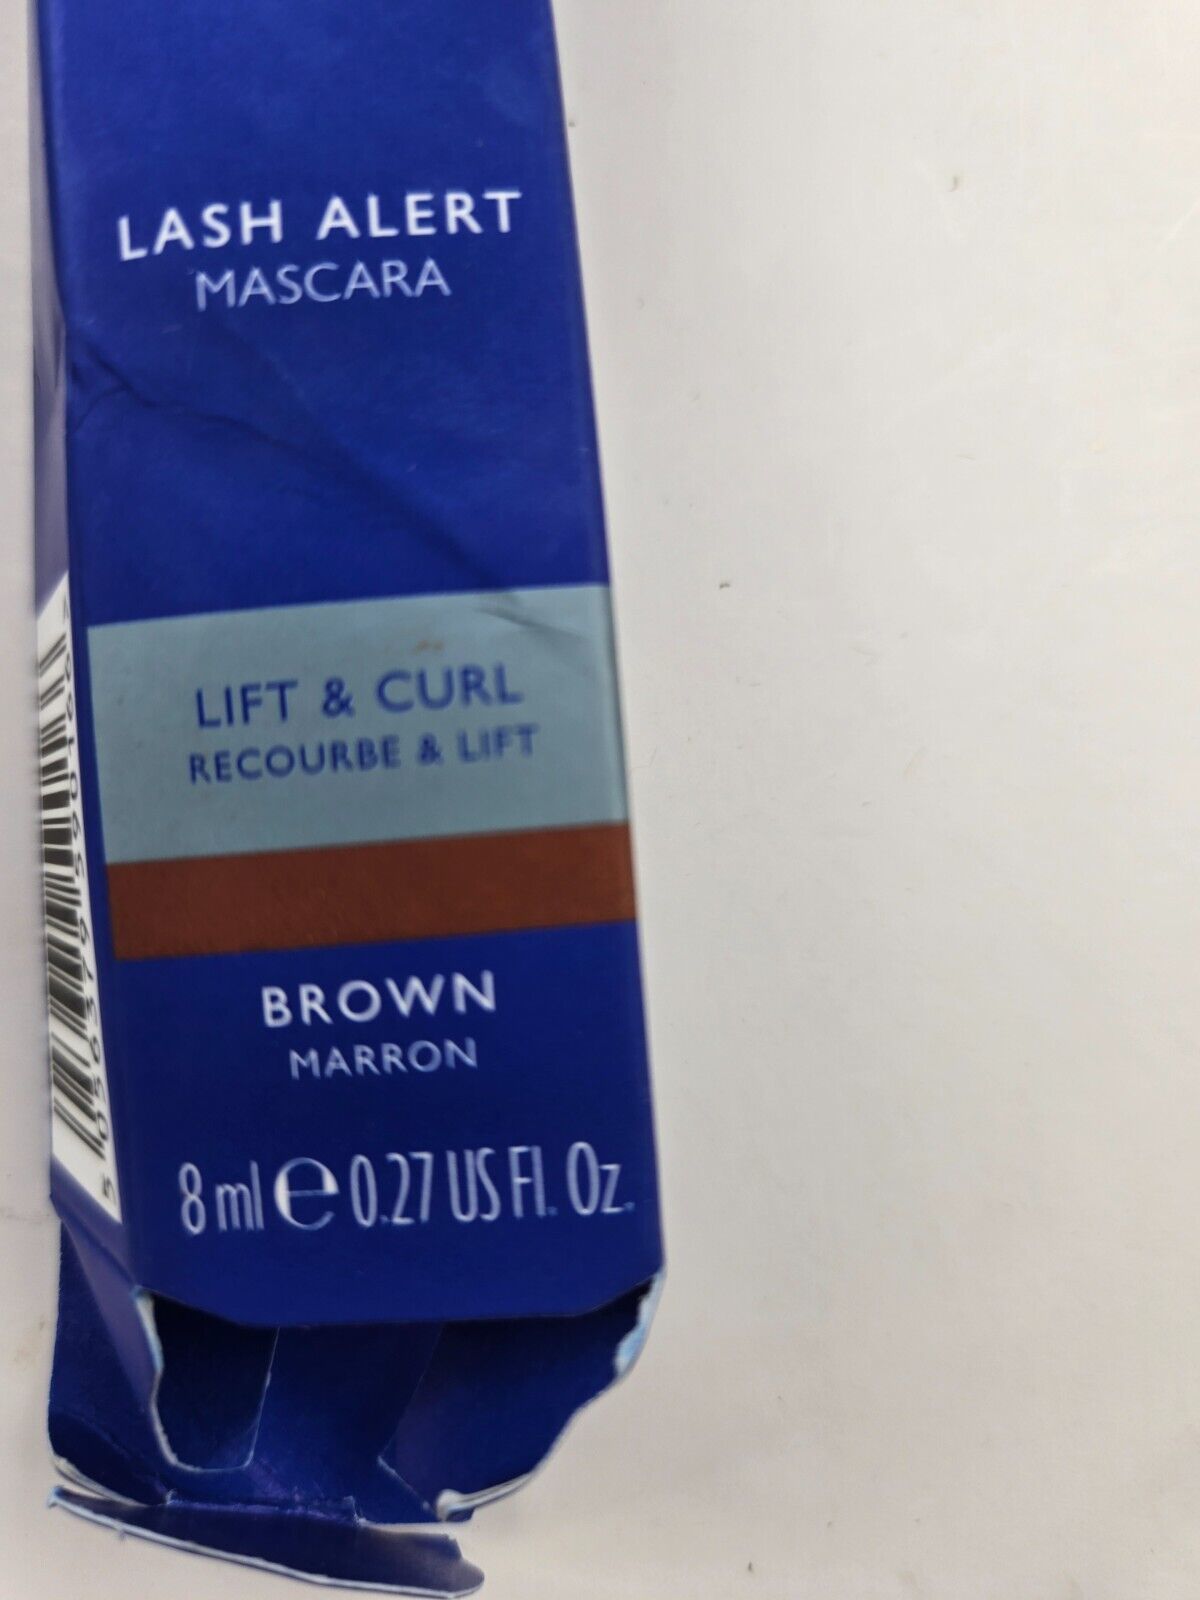 LASH ALERT
MASCARA
LIFT & CURL
RECOURBE & LIFT
BROWN
MARRON
8 ml e 0.27 US Fl. Oz.